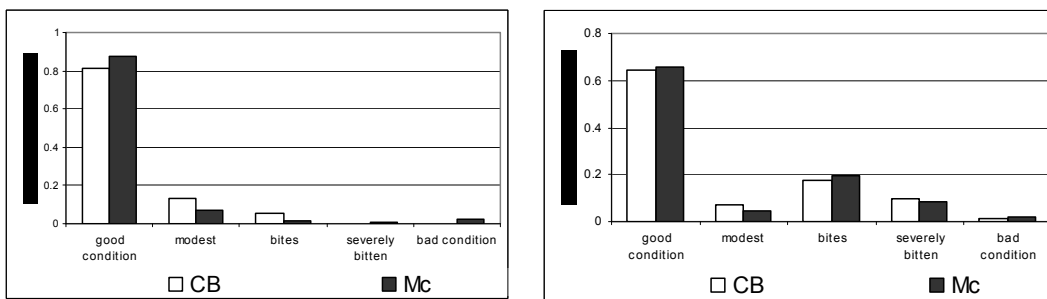 1
0.8
0.6
0.4
0.2
0
good condition
modest
bites
severely bitten
bad condition
CB
Mc
0.8
0.6
0.4
0.2
0
good condition
modest
bites
severely bitten
bad condition
CB
Mc